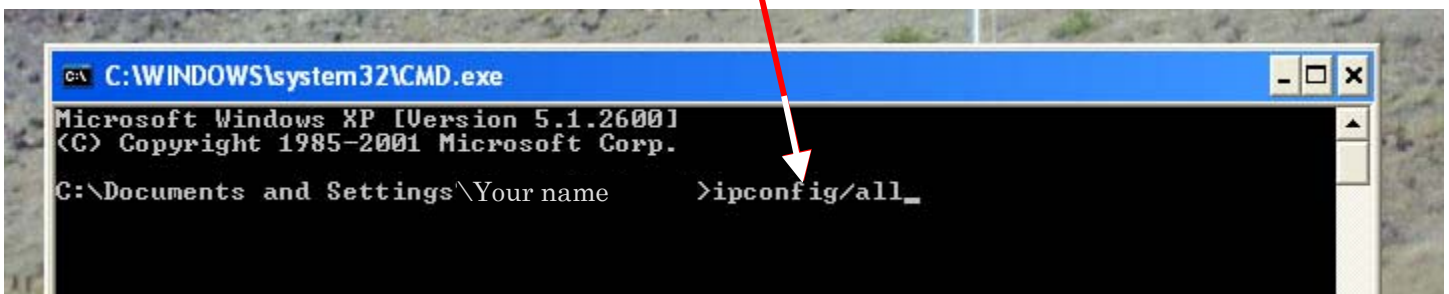 C:\WINDOWS\system32\CMD.exe
Microsoft Windows XP [Version 5.1.2600]
(C) Copyright 1985-2001 Microsoft Corp.
C:\Documents and Settings\Your name >ipconfig/all_